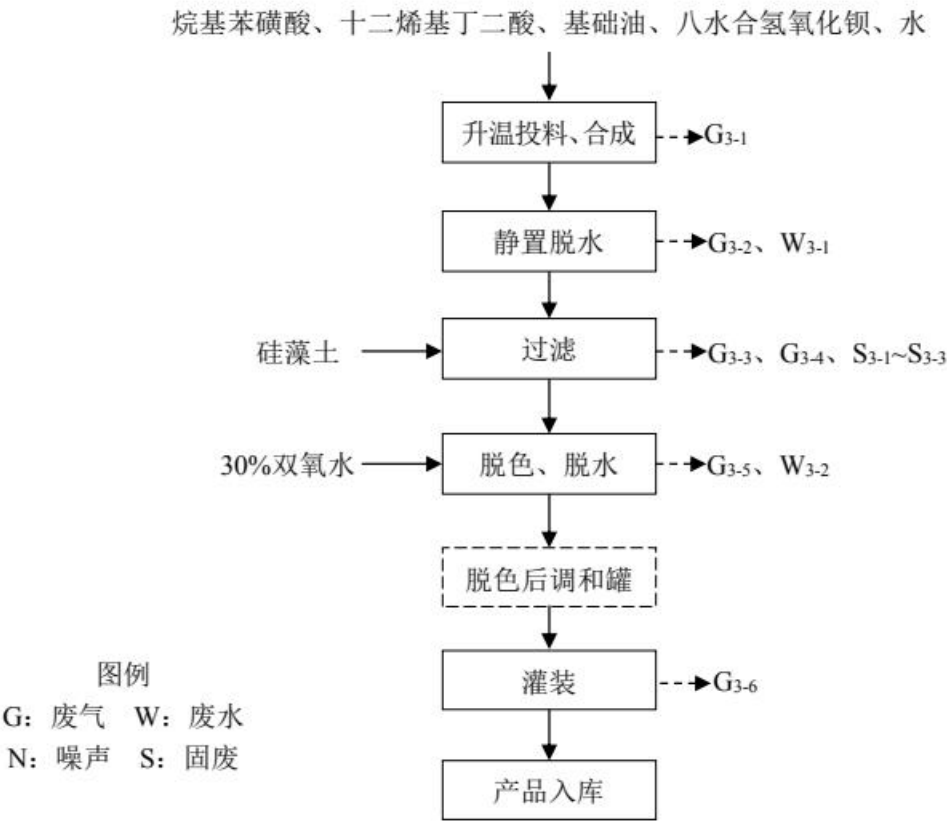 烷基苯磺酸、十二烯基丁二酸、基础油、八水合氢氧化钡、水
升温投料、合成
G3-1
静置脱水
G3-2、W3-1
硅藻土
过滤
G3-3、G3-4、S3-1~S3-3
30%双氧水
脱色、脱水
G3-5、W3-2
脱色后调和罐
灌装
G3-6
产品入库
图例
G：废气 W：废水
N：噪声 S：固废